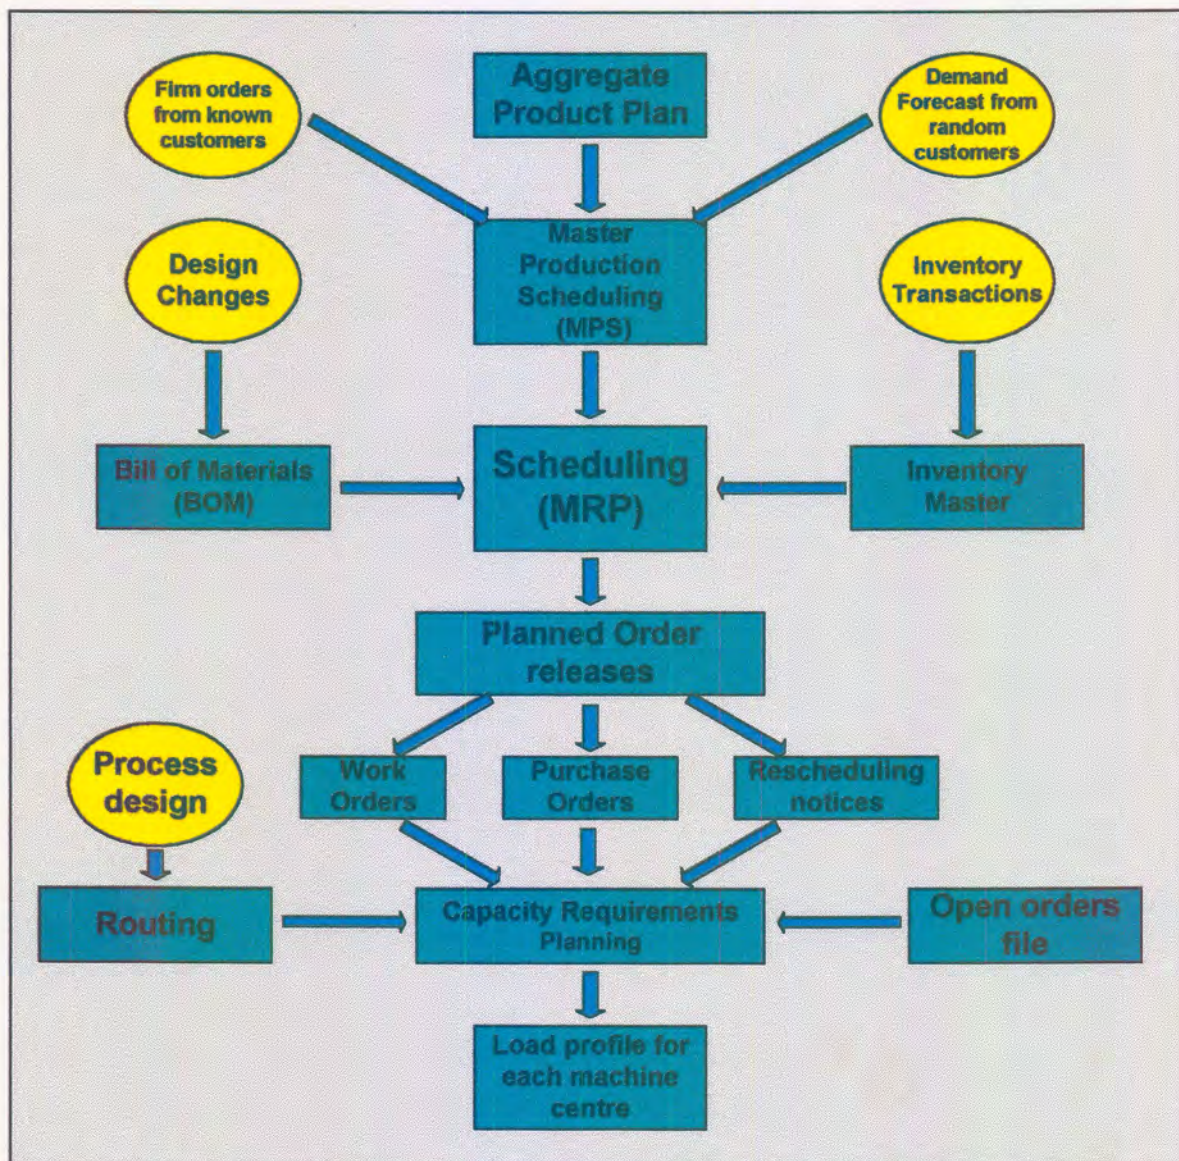 Firm orders
from known
customers
Aggregate
Product Plan
Demand
Forecast from
random
customers
Design
Changes
Master
Production
Scheduling
(MPS)
Inventory
Transactions
Bill of Materials
(BOM)
Scheduling
(MRP)
Inventory
Master
Planned Order
releases
Process
design
Work
Orders
Purchase
Orders
Rescheduling
notices
Routing
Capacity Requirements
Planning
Open orders
file
Load profile for
each machine
centre